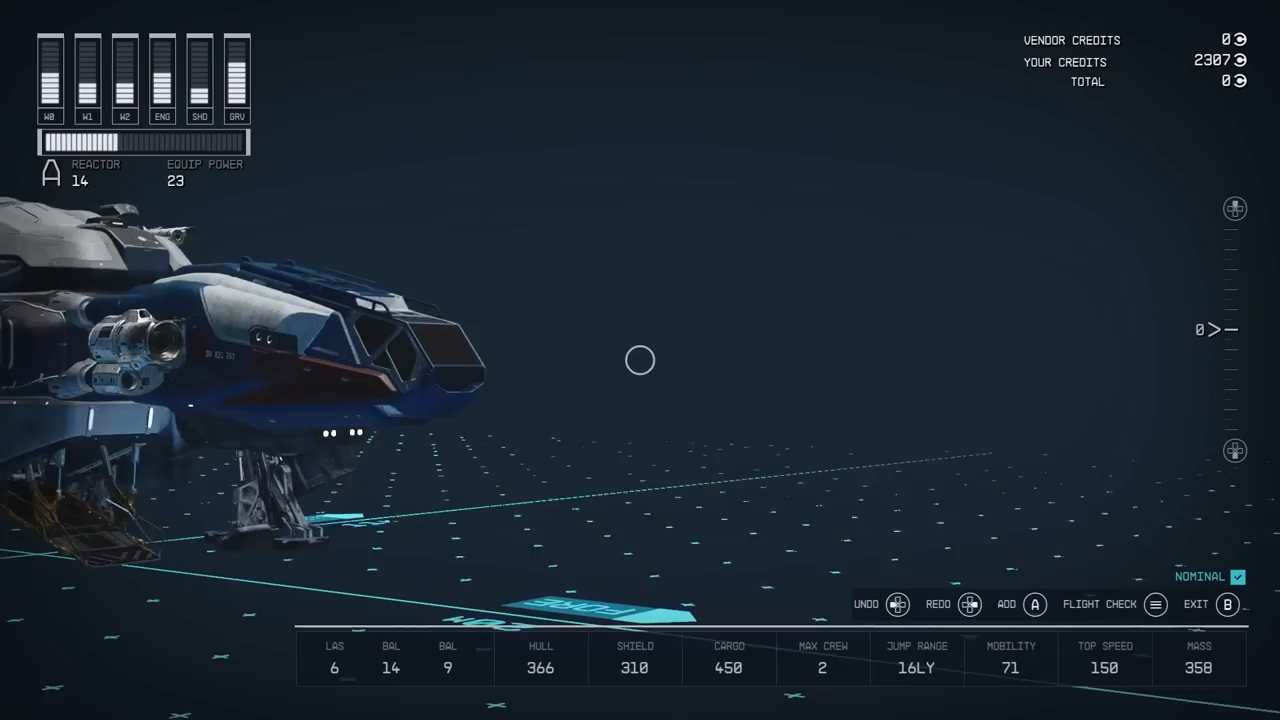 VENDOR CREDITS 0
YOUR CREDITS 2307
TOTAL 0
W0 W1 W2 ENG SHD GRV
A REACTOR 14 EQUIP POWER 23
0
FORE
20M
NOMINAL
UNDO REDO ADD A FLIGHT CHECK EXIT B
LAS BAL BAL HULL SHIELD CARGO MAX CREW JUMP RANGE MOBILITY TOP SPEED MASS
6 14 9 366 310 450 2 16LY 71 150 358